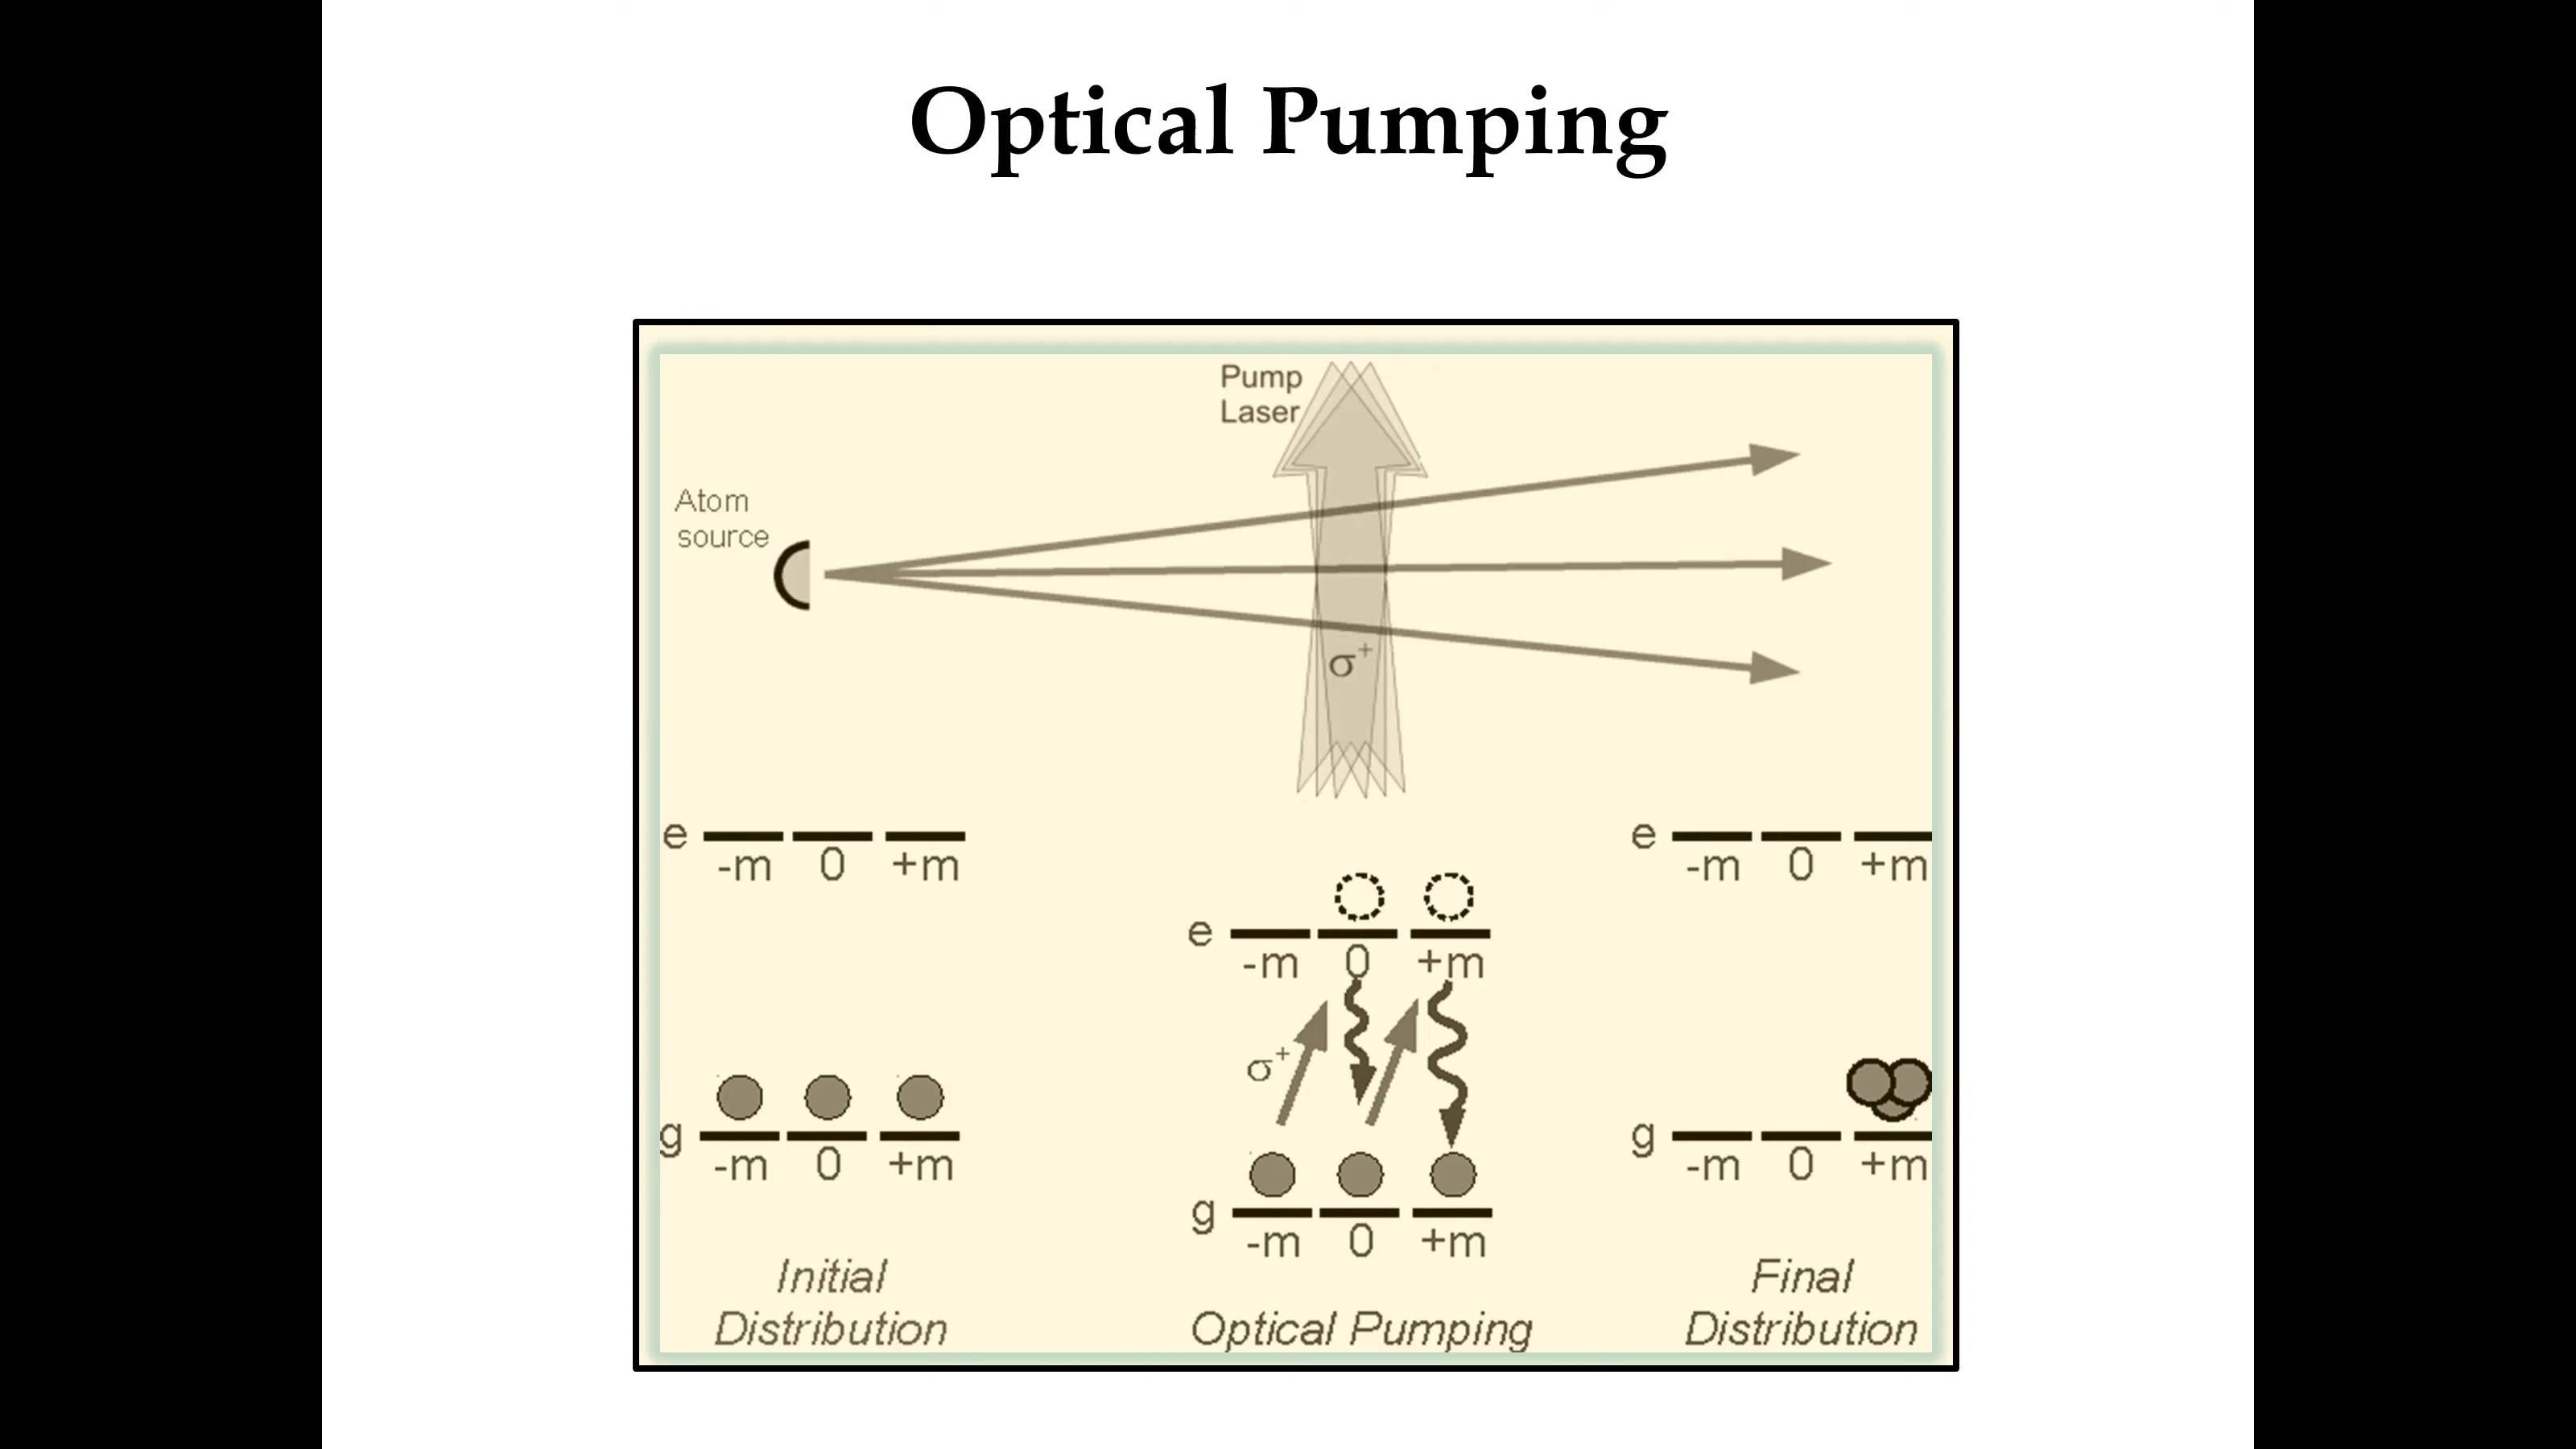 Optical Pumping
Pump
Laser
Atom
source
σ+
e -m 0 +m
e -m 0 +m
e -m 0 +m
σ+
g -m 0 +m
g -m 0 +m
g -m 0 +m
Initial
Distribution
Optical Pumping
Final
Distribution